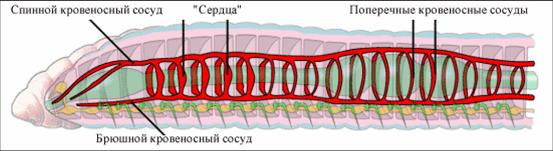 Спинной кровеносный сосуд
"Сердца"
Поперечные кровеносные сосуды
Брюшной кровеносный сосуд